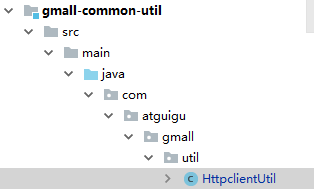 gmall-common-util
src
main
java
com
atguigu
gmall
util
C HttpclientUtil